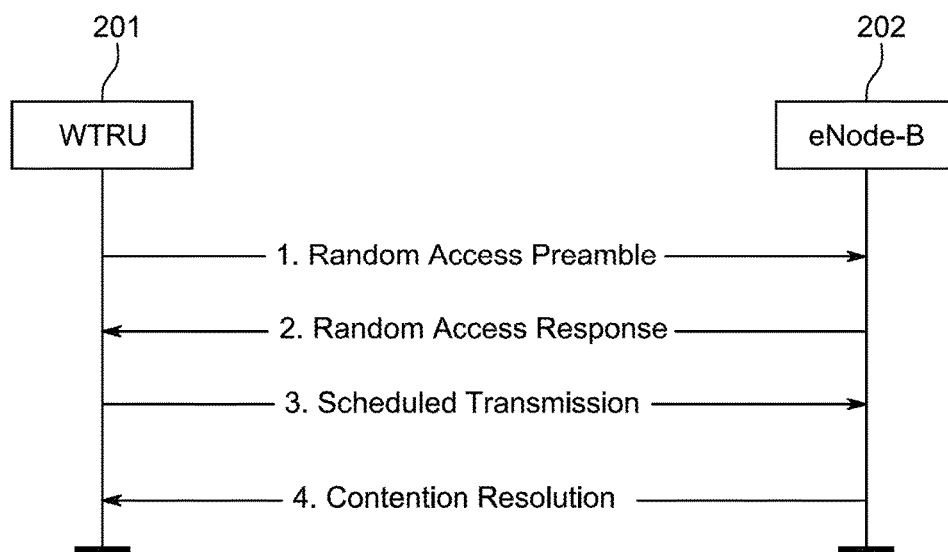 201
202
WTRU
eNode-B
1. Random Access Preamble
2. Random Access Response
3. Scheduled Transmission
4. Contention Resolution